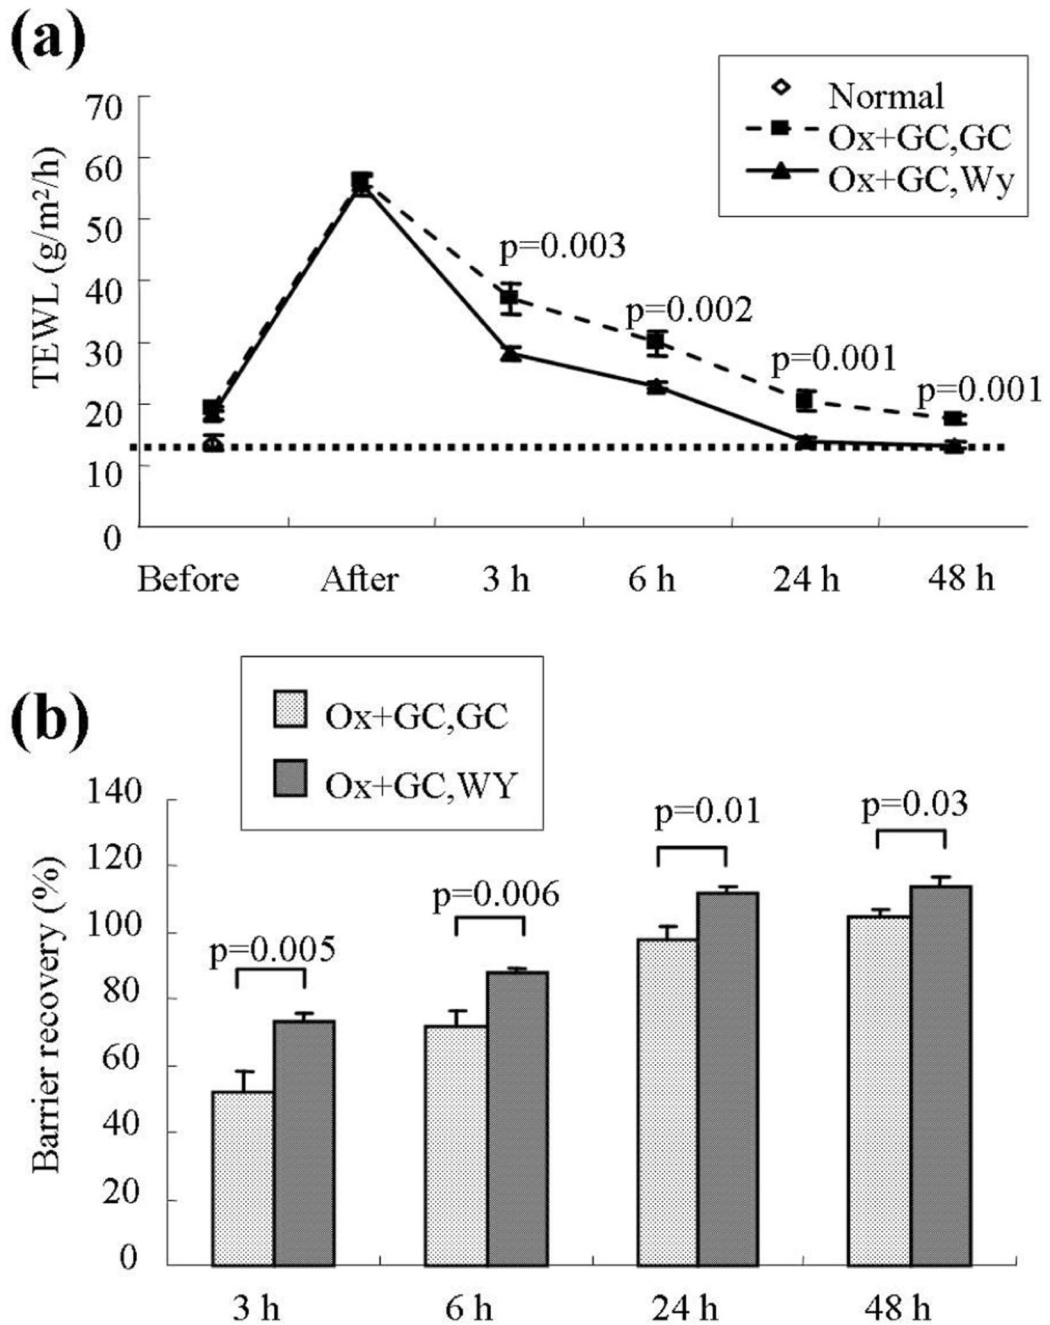 (a)
Normal
Ox+GC,GC
Ox+GC,Wy
TEWL (g/m²/h)
70
60
50
40
30
20
10
0
p=0.003
p=0.002
p=0.001
p=0.001
Before
After
3 h
6 h
24 h
48 h
(b)
Ox+GC,GC
Ox+GC,WY
Barrier recovery (%)
140
120
100
80
60
40
20
0
p=0.005
p=0.006
p=0.01
p=0.03
3 h
6 h
24 h
48 h